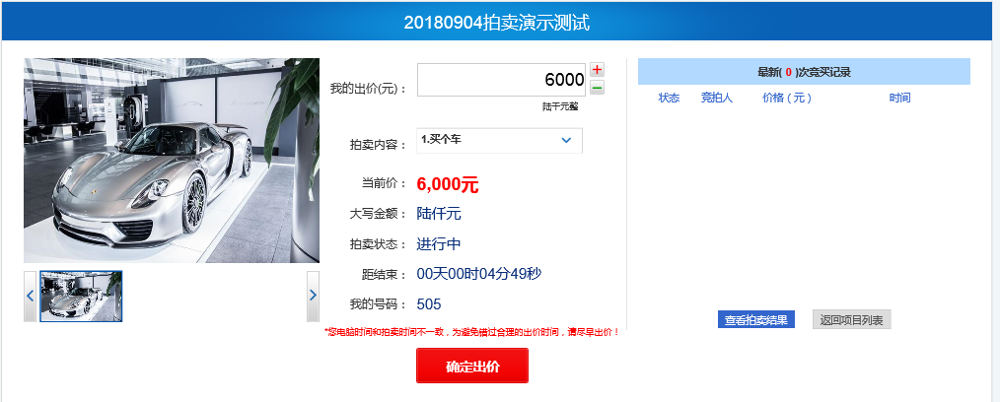 20180904拍卖演示测试
我的出价(元)： 6000
陆千元整
拍卖内容： 1.买个车
当前价： 6,000元
大写金额： 陆仟元
拍卖状态： 进行中
距结束： 00天00时04分49秒
我的号码： 505
*您电脑时间和拍卖时间不一致，为避免错过合理的出价时间，请尽早出价！
确定出价
最新( 0 )次竞买记录
状态 竞拍人 价格（元） 时间
查看拍卖结果 返回项目列表